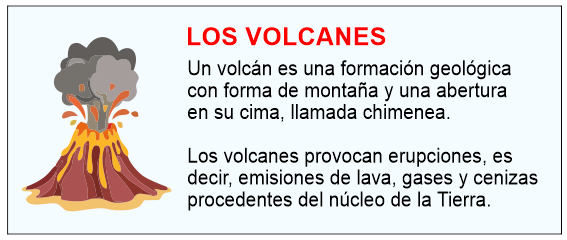 LOS VOLCANES
Un volcán es una formación geológica
con forma de montaña y una abertura
en su cima, llamada chimenea.
Los volcanes provocan erupciones, es
decir, emisiones de lava, gases y cenizas
procedentes del núcleo de la Tierra.